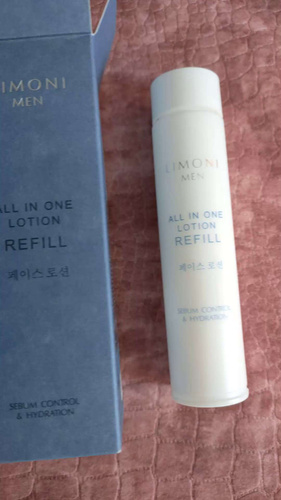 LIMONI
MEN
ALL IN ONE
LOTION
REFILL
페이스 로션
SEBUM CONTROL
& HYDRATION
LIMONI
MEN
ALL IN ONE
LOTION
REFILL
페이스 로션
SEBUM CONTROL
& HYDRATION